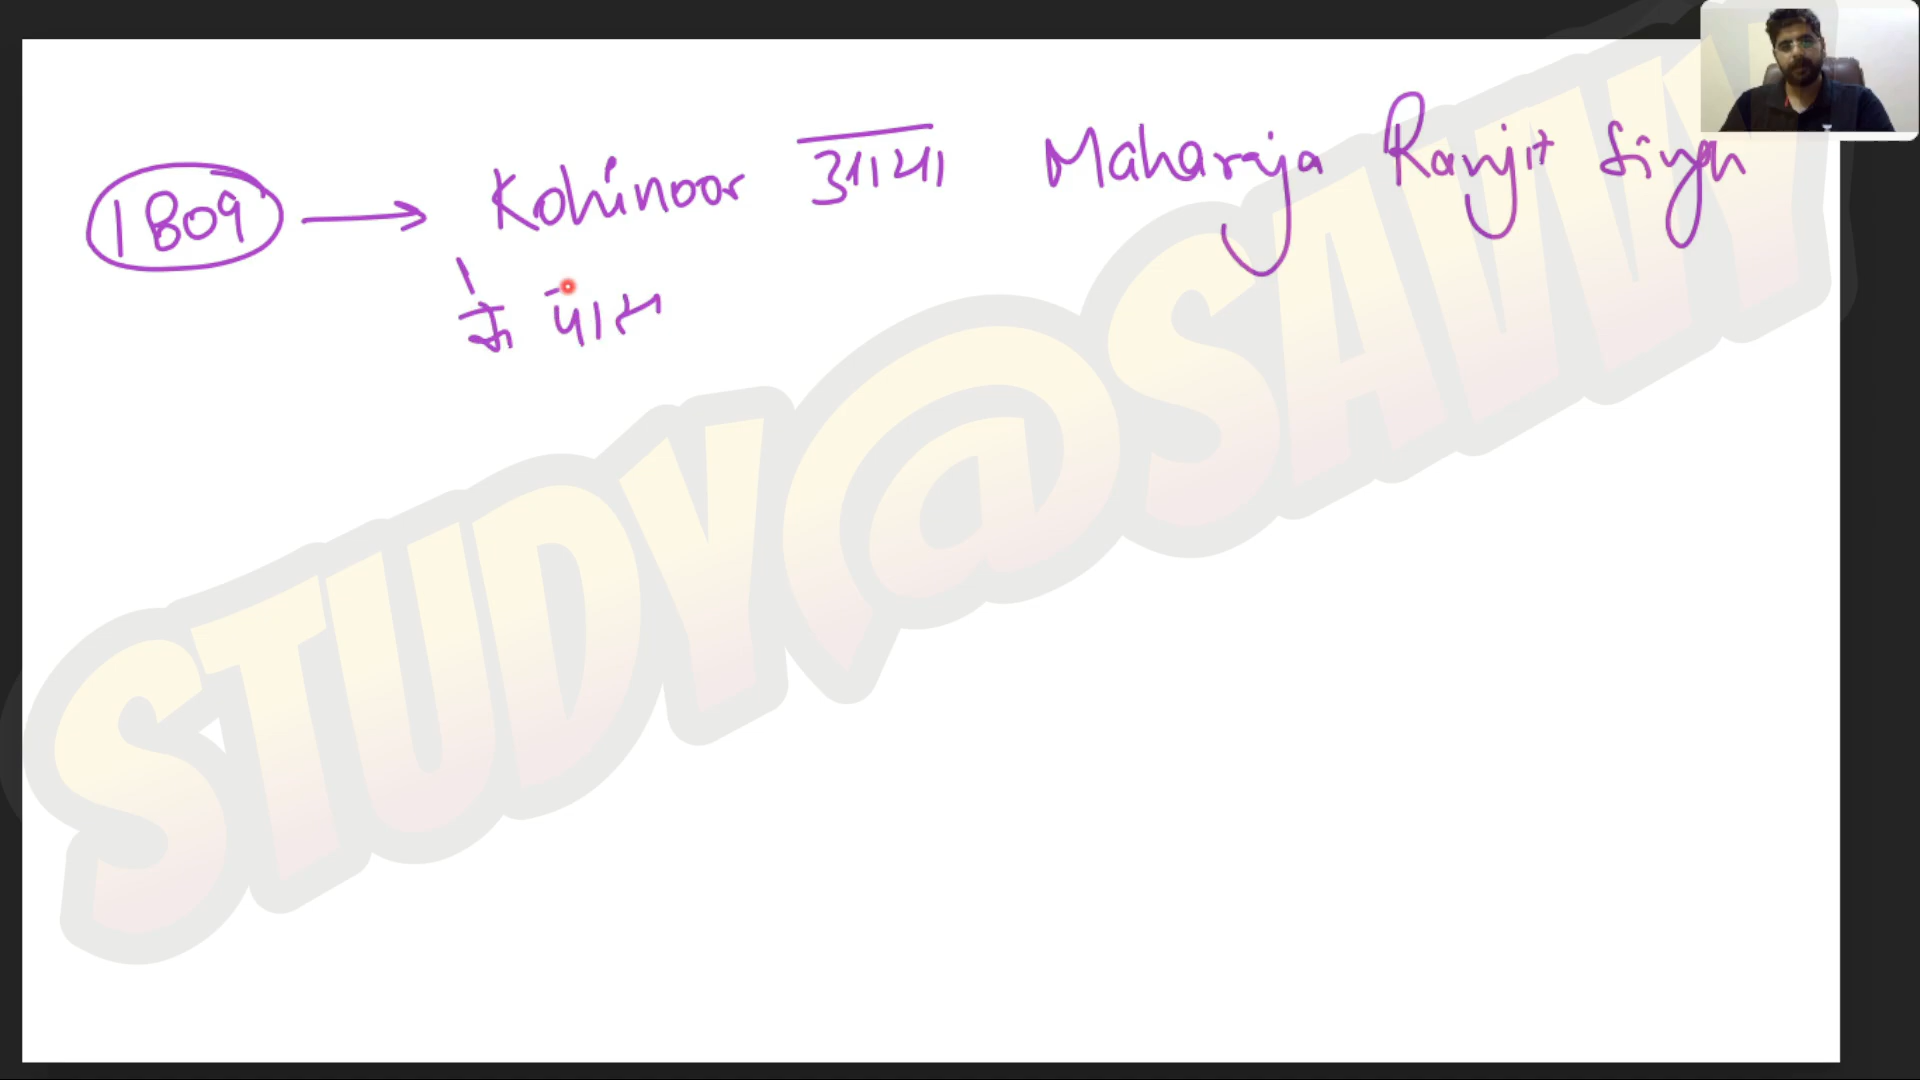 1809 → Kohinoor आया Maharaja Ranjit Singh
के पास
STUDY@SAVVY